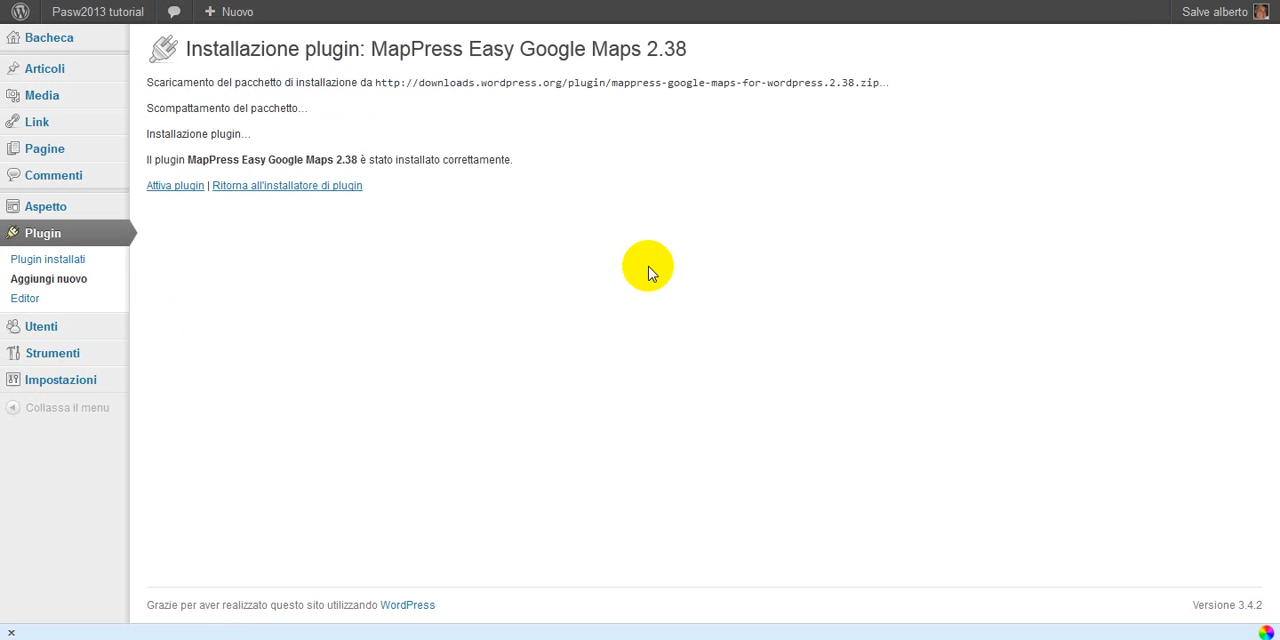 Pasw2013 tutorial
+ Nuovo
Salve alberto
Bacheca
Articoli
Media
Link
Pagine
Commenti
Aspetto
Plugin
Plugin installati
Aggiungi nuovo
Editor
Utenti
Strumenti
Impostazioni
Collassa il menu
Installazione plugin: MapPress Easy Google Maps 2.38
Scaricamento del pacchetto di installazione da http://downloads.wordpress.org/plugin/mappress-google-maps-for-wordpress.2.38.zip…
Scompattamento del pacchetto…
Installazione plugin…
Il plugin MapPress Easy Google Maps 2.38 è stato installato correttamente.
Attiva plugin | Ritorna all'installatore di plugin
Grazie per aver realizzato questo sito utilizzando WordPress
Versione 3.4.2